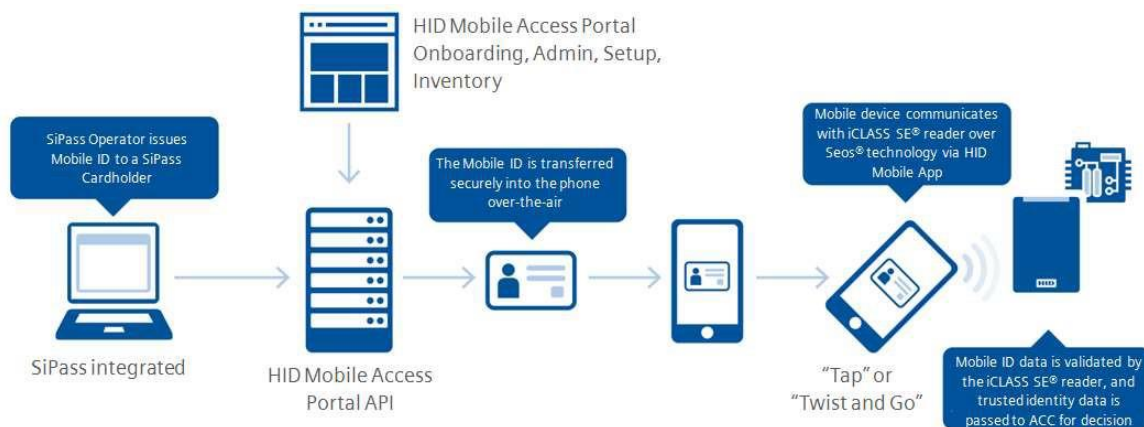 HID Mobile Access Portal
Onboarding, Admin, Setup,
Inventory
SiPass Operator issues
Mobile ID to a SiPass
Cardholder
The Mobile ID is transferred
securely into the phone
over-the-air
Mobile device communicates
with iCLASS SE® reader over
Seos® technology via HID
Mobile App
HID
SiPass integrated
HID Mobile Access
Portal API
“Tap” or
“Twist and Go”
Mobile ID data is validated by
the iCLASS SE® reader, and
trusted identity data is
passed to ACC for decision